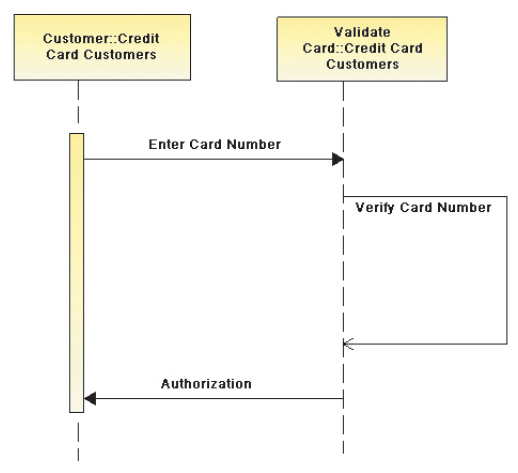 Customer::Credit
Card Customers
Validate
Card::Credit Card
Customers
Enter Card Number
Verify Card Number
Authorization